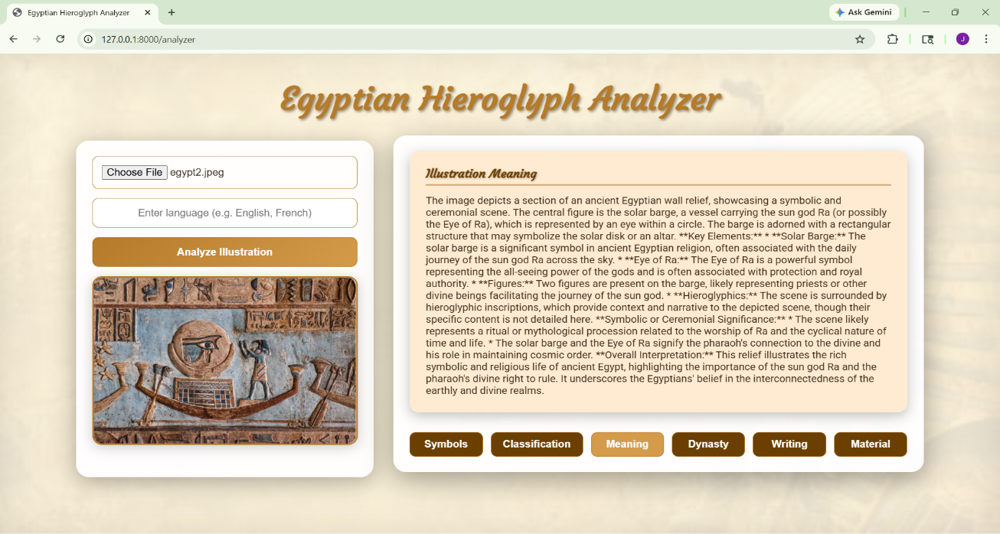 Egyptian Hieroglyph Analyzer
Ask Gemini
127.0.0.1:8000/analyzer
J
Egyptian Hieroglyph Analyzer
Choose File egypt2.jpeg
Enter language (e.g. English, French)
Analyze Illustration
Illustration Meaning
The image depicts a section of an ancient Egyptian wall relief, showcasing a symbolic and
ceremonial scene. The central figure is the solar barge, a vessel carrying the sun god Ra (or possibly
the Eye of Ra), which is represented by an eye within a circle. The barge is adorned with a rectangular
structure that may symbolize the solar disk or an altar. **Key Elements:** * **Solar Barge:** The
solar barge is a significant symbol in ancient Egyptian religion, often associated with the daily
journey of the sun god Ra across the sky. * **Eye of Ra:** The Eye of Ra is a powerful symbol
representing the all-seeing power of the gods and is often associated with protection and royal
authority. * **Figures:** Two figures are present on the barge, likely representing priests or other
divine beings facilitating the journey of the sun god. * **Hieroglyphics:** The scene is surrounded by
hieroglyphic inscriptions, which provide context and narrative to the depicted scene, though their
specific content is not detailed here. **Symbolic or Ceremonial Significance:** * The scene likely
represents a ritual or mythological procession related to the worship of Ra and the cyclical nature of
time and life. * The solar barge and the Eye of Ra signify the pharaoh's connection to the divine and
his role in maintaining cosmic order. **Overall Interpretation:** This relief illustrates the rich
symbolic and religious life of ancient Egypt, highlighting the importance of the sun god Ra and the
pharaoh's divine right to rule. It underscores the Egyptians' belief in the interconnectedness of the
earthly and divine realms.
Symbols
Classification
Meaning
Dynasty
Writing
Material